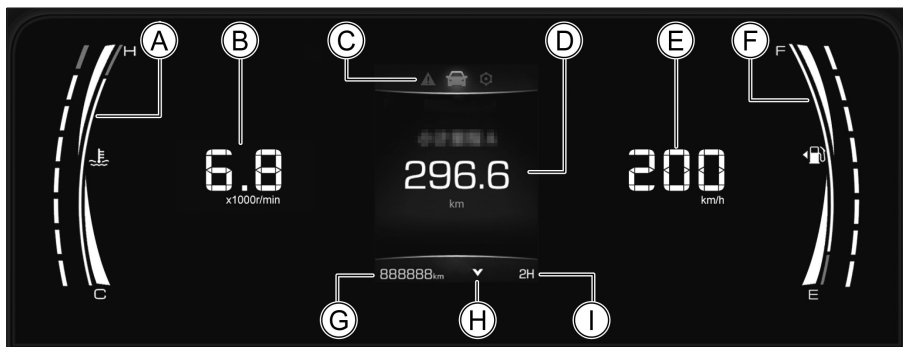 A B C D E F
H F
6.8
x1000r/min
296.6
km
200
km/h
888888km 2H
C E
G H I